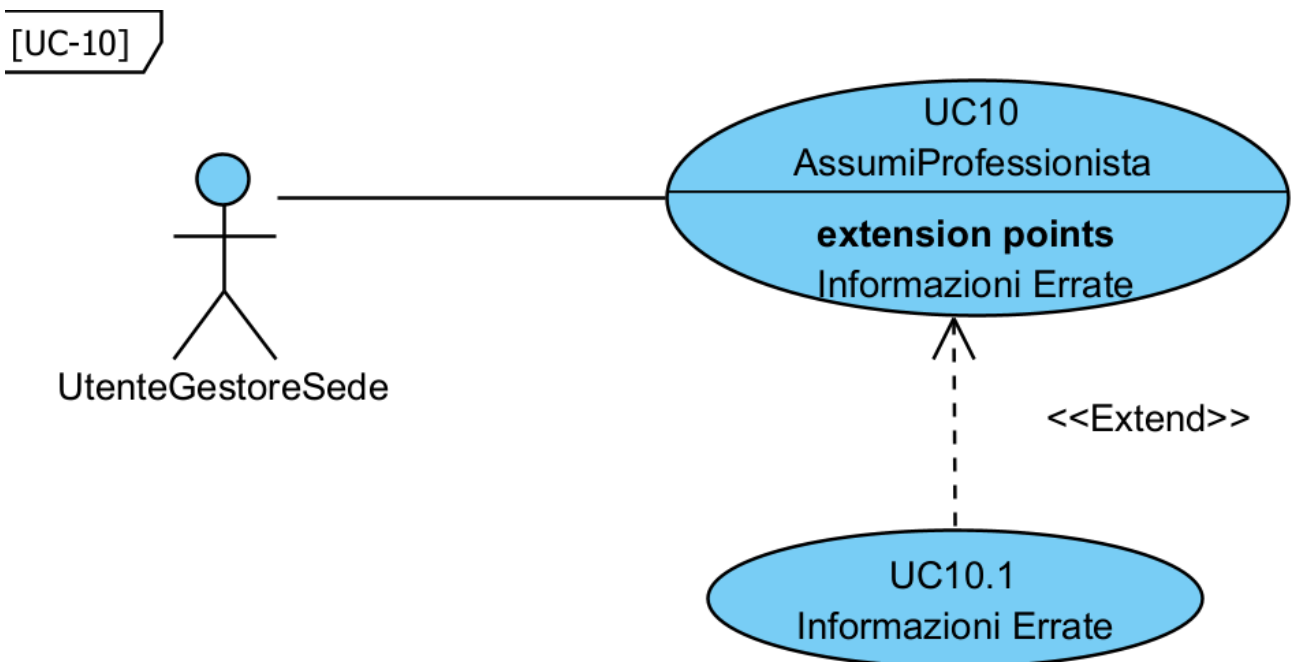 [UC-10]
UC10
AssumiProfessionista
extension points
Informazioni Errate
UtenteGestoreSede
<<Extend>>
UC10.1
Informazioni Errate